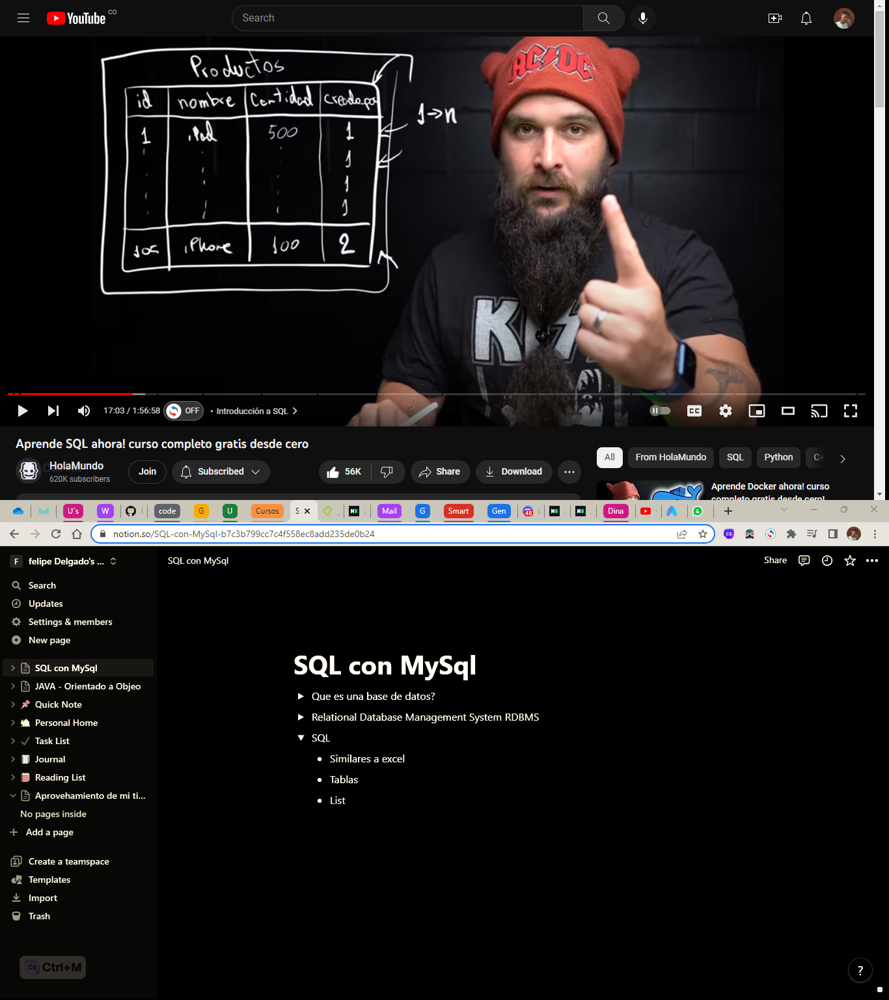 YouTube CO
Search
Productos
id nombre Cantidad Creado por
1 iPad 500 1
1
1
1
105 iPhone 100 2
1→n
AC/DC
17:03 / 1:56:58 OFF • Introducción a SQL
CC
Aprende SQL ahora! curso completo gratis desde cero
HolaMundo
620K subscribers
Join
Subscribed
56K
Share
Download
All
From HolaMundo
SQL
Python
C+
Aprende Docker ahora! curso
completo gratis desde cero!
U´s W code G U Cursos S Mail G Smart Gen 48 Dina 4
notion.so/SQL-con-MySql-b7c3b799cc7c4f558ec8add235de0b24
F felipe Delgado's ...
SQL con MySql
Share
Search
Updates
Settings & members
New page
SQL con MySql
JAVA - Orientado a Objeo
Quick Note
Personal Home
Task List
Journal
Reading List
Aprovehamiento de mi ti...
No pages inside
Add a page
Create a teamspace
Templates
Import
Trash
CS Ctrl+M
SQL con MySql
Que es una base de datos?
Relational Database Management System RDBMS
SQL
Similares a excel
Tablas
List
?